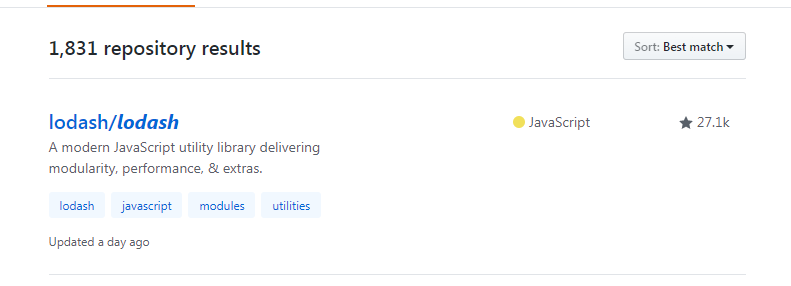 1,831 repository results
Sort: Best match
lodash/lodash
JavaScript
27.1k
A modern JavaScript utility library delivering
modularity, performance, & extras.
lodash javascript modules utilities
Updated a day ago